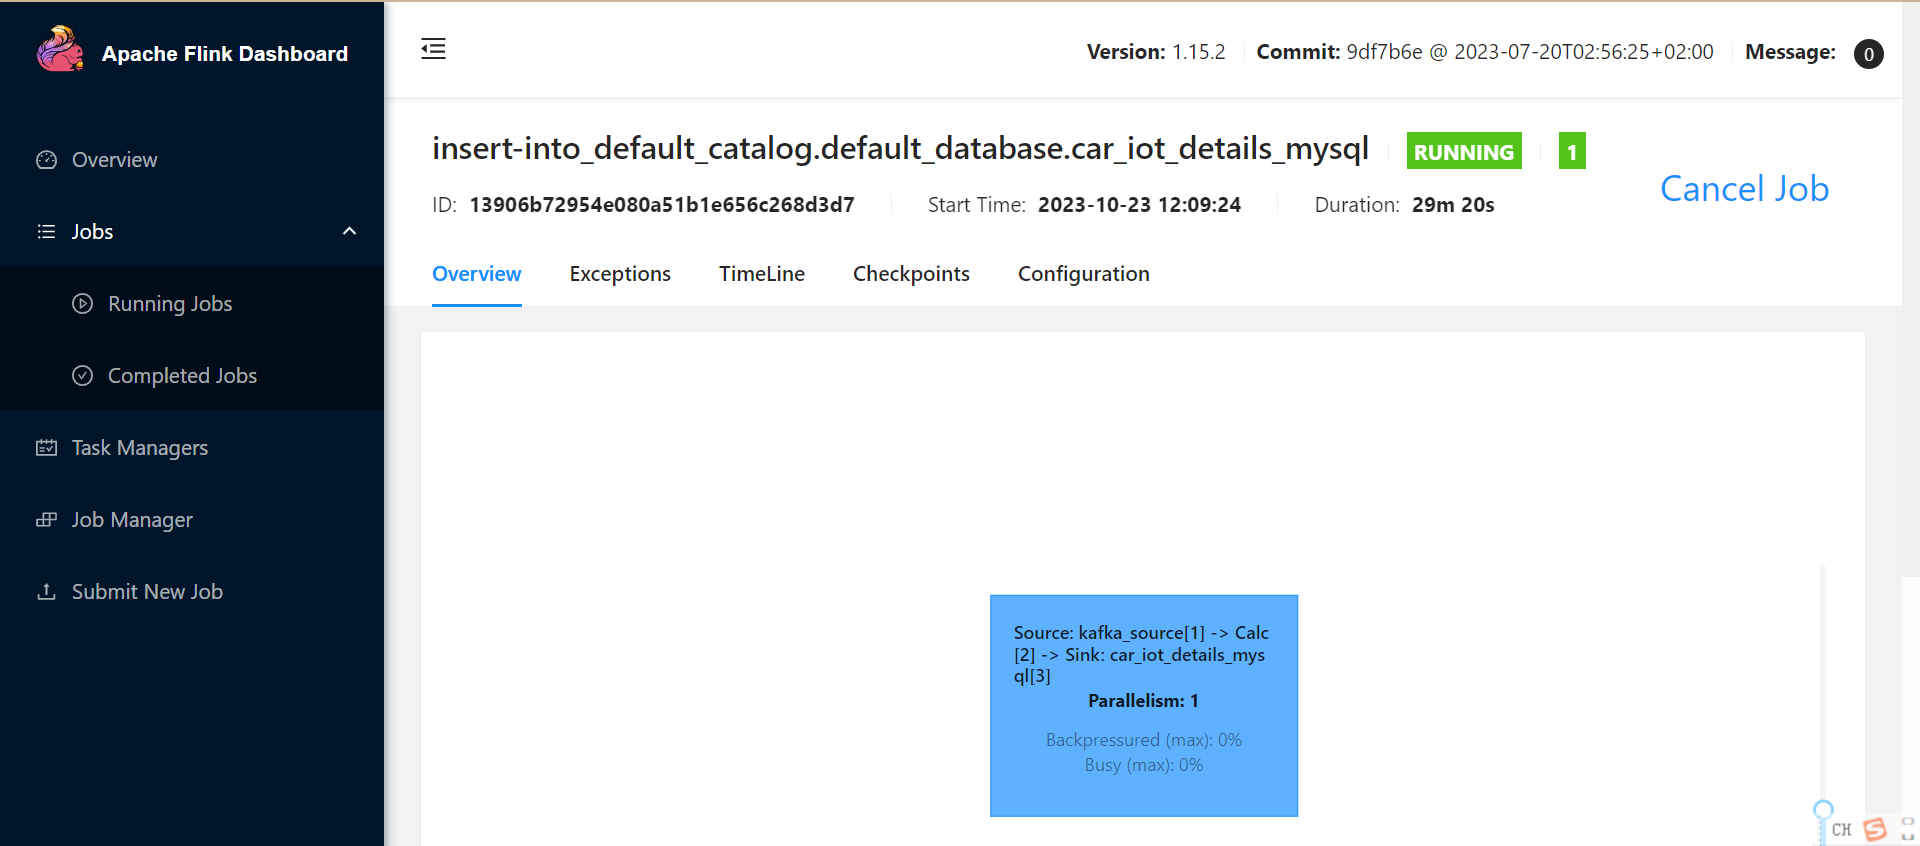 Apache Flink Dashboard
Version: 1.15.2 Commit: 9df7b6e @ 2023-07-20T02:56:25+02:00 Message: 0
insert-into_default_catalog.default_database.car_iot_details_mysql RUNNING 1
ID: 13906b72954e080a51b1e656c268d3d7 Start Time: 2023-10-23 12:09:24 Duration: 29m 20s
Cancel Job
Overview Exceptions TimeLine Checkpoints Configuration
Overview
Jobs
Running Jobs
Completed Jobs
Task Managers
Job Manager
Submit New Job
Source: kafka_source[1] -> Calc
[2] -> Sink: car_iot_details_mys
ql[3]
Parallelism: 1
Backpressured (max): 0%
Busy (max): 0%
CH